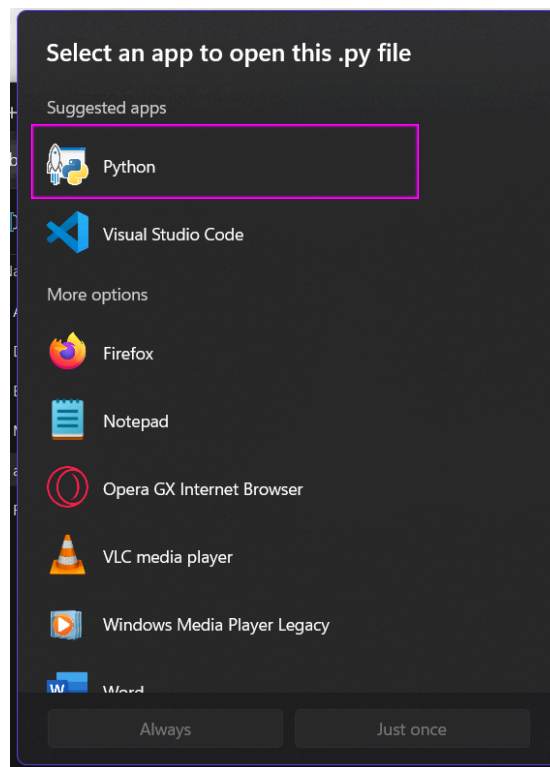 Select an app to open this .py file
Suggested apps
Python
Visual Studio Code
More options
Firefox
Notepad
Opera GX Internet Browser
VLC media player
Windows Media Player Legacy
Word
Always
Just once